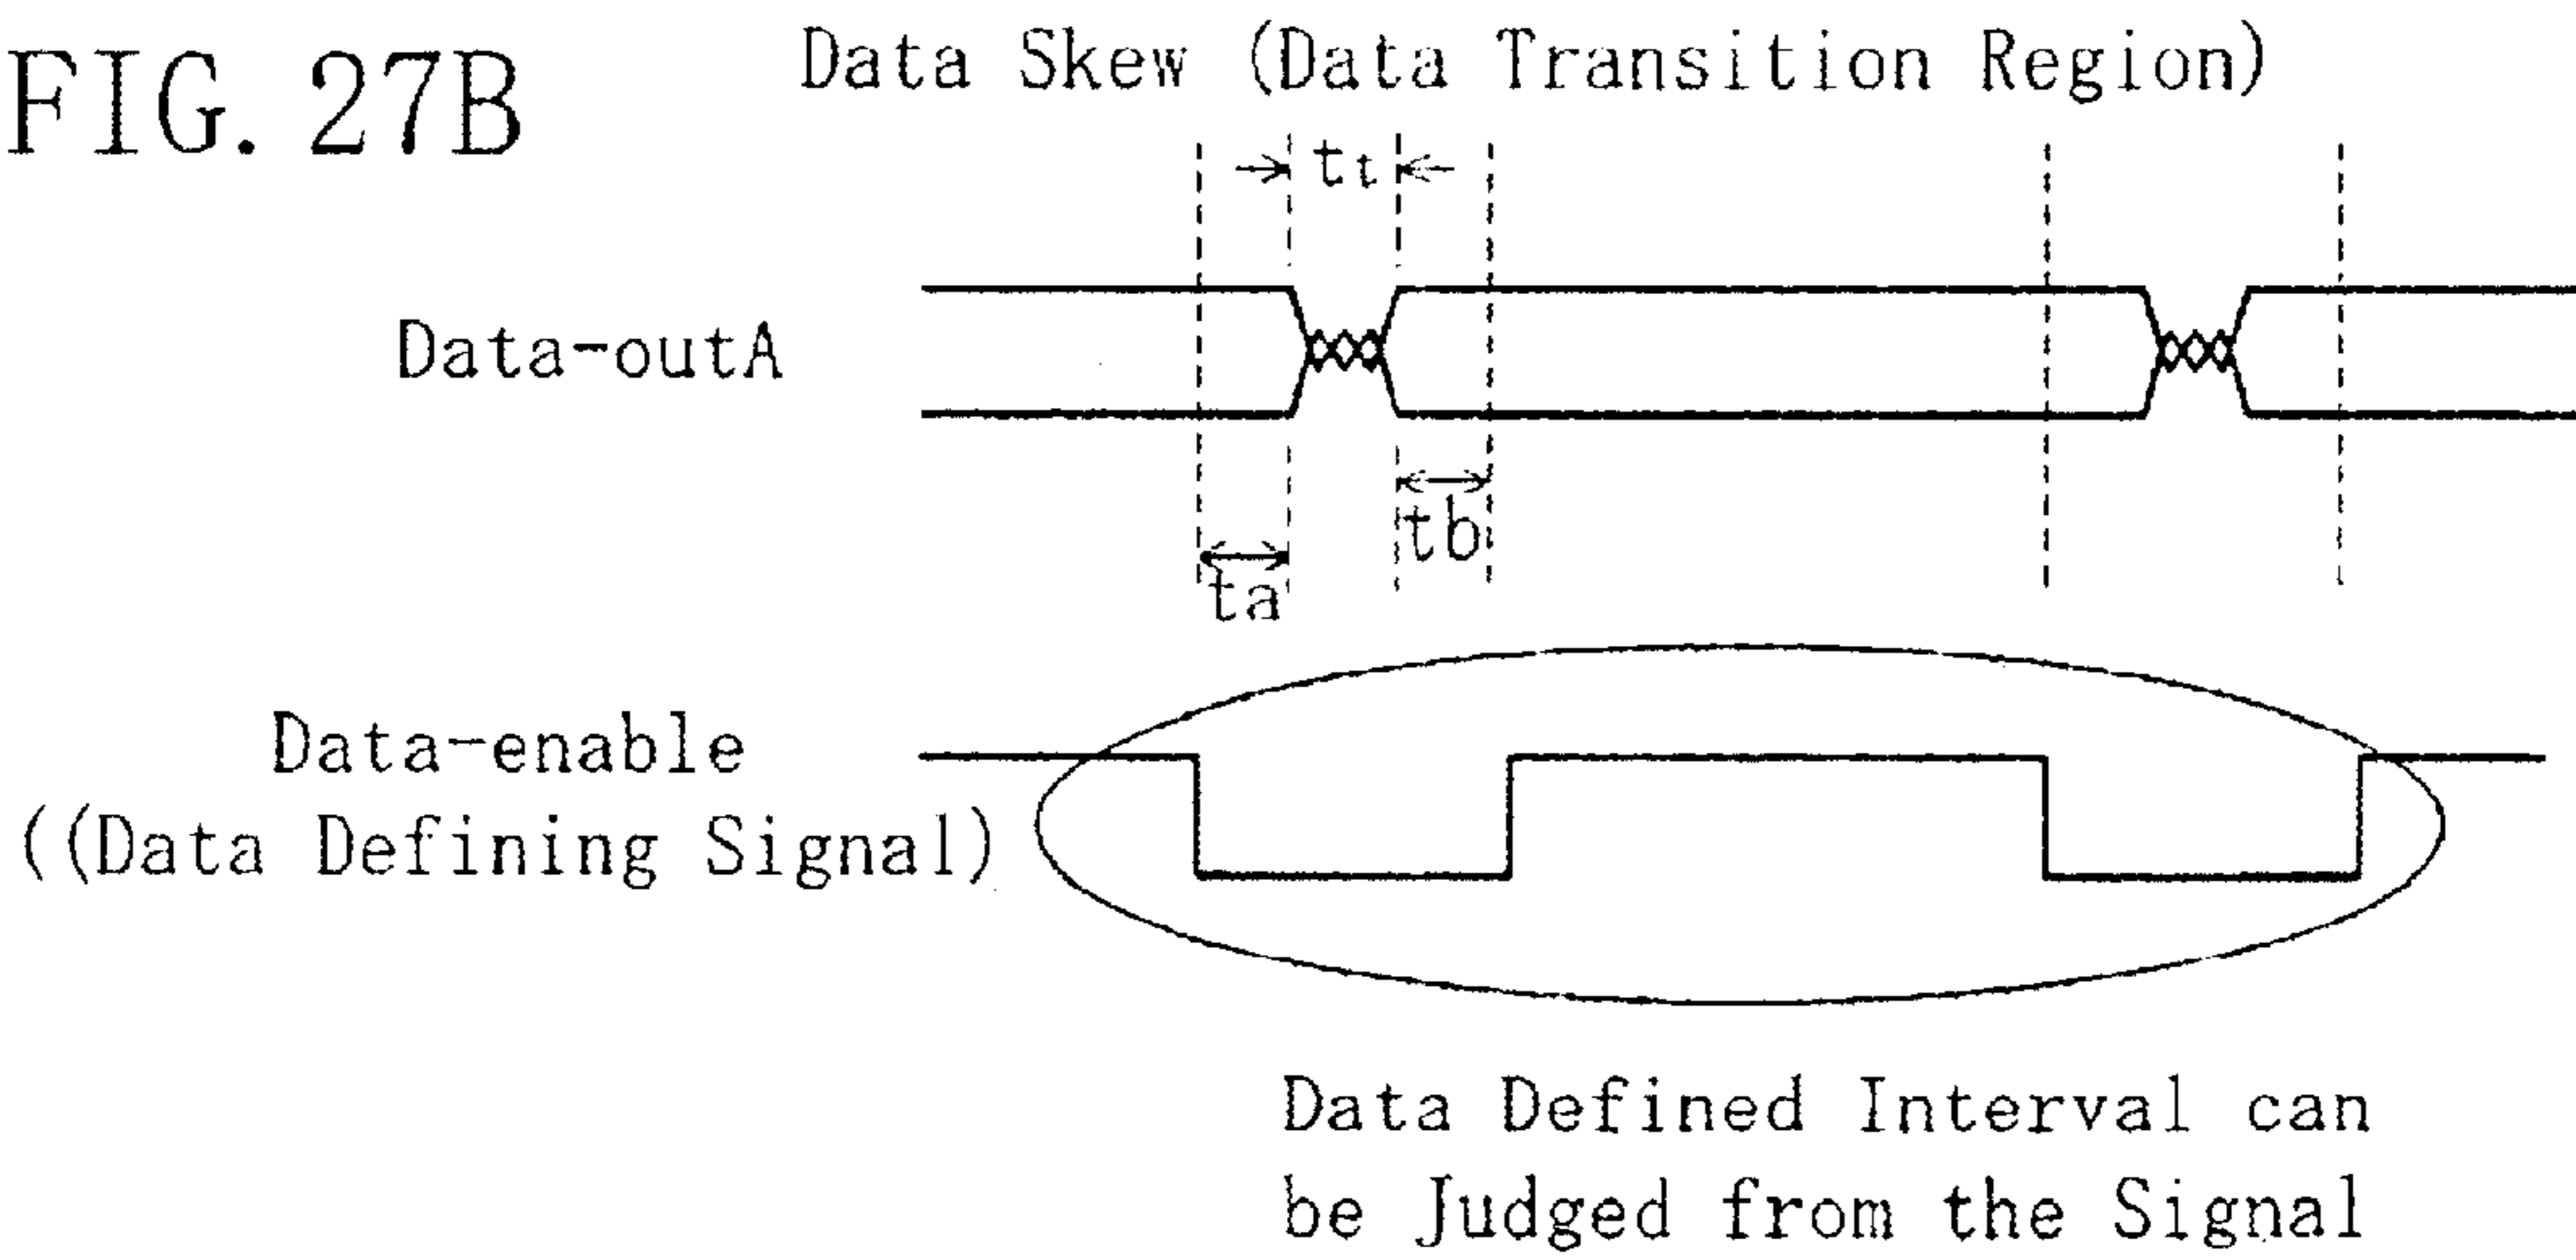 FIG. 27B
Data Skew (Data Transition Region)
tt
Data-outA
tb
ta
Data-enable
((Data Defining Signal)
Data Defined Interval can
be Judged from the Signal